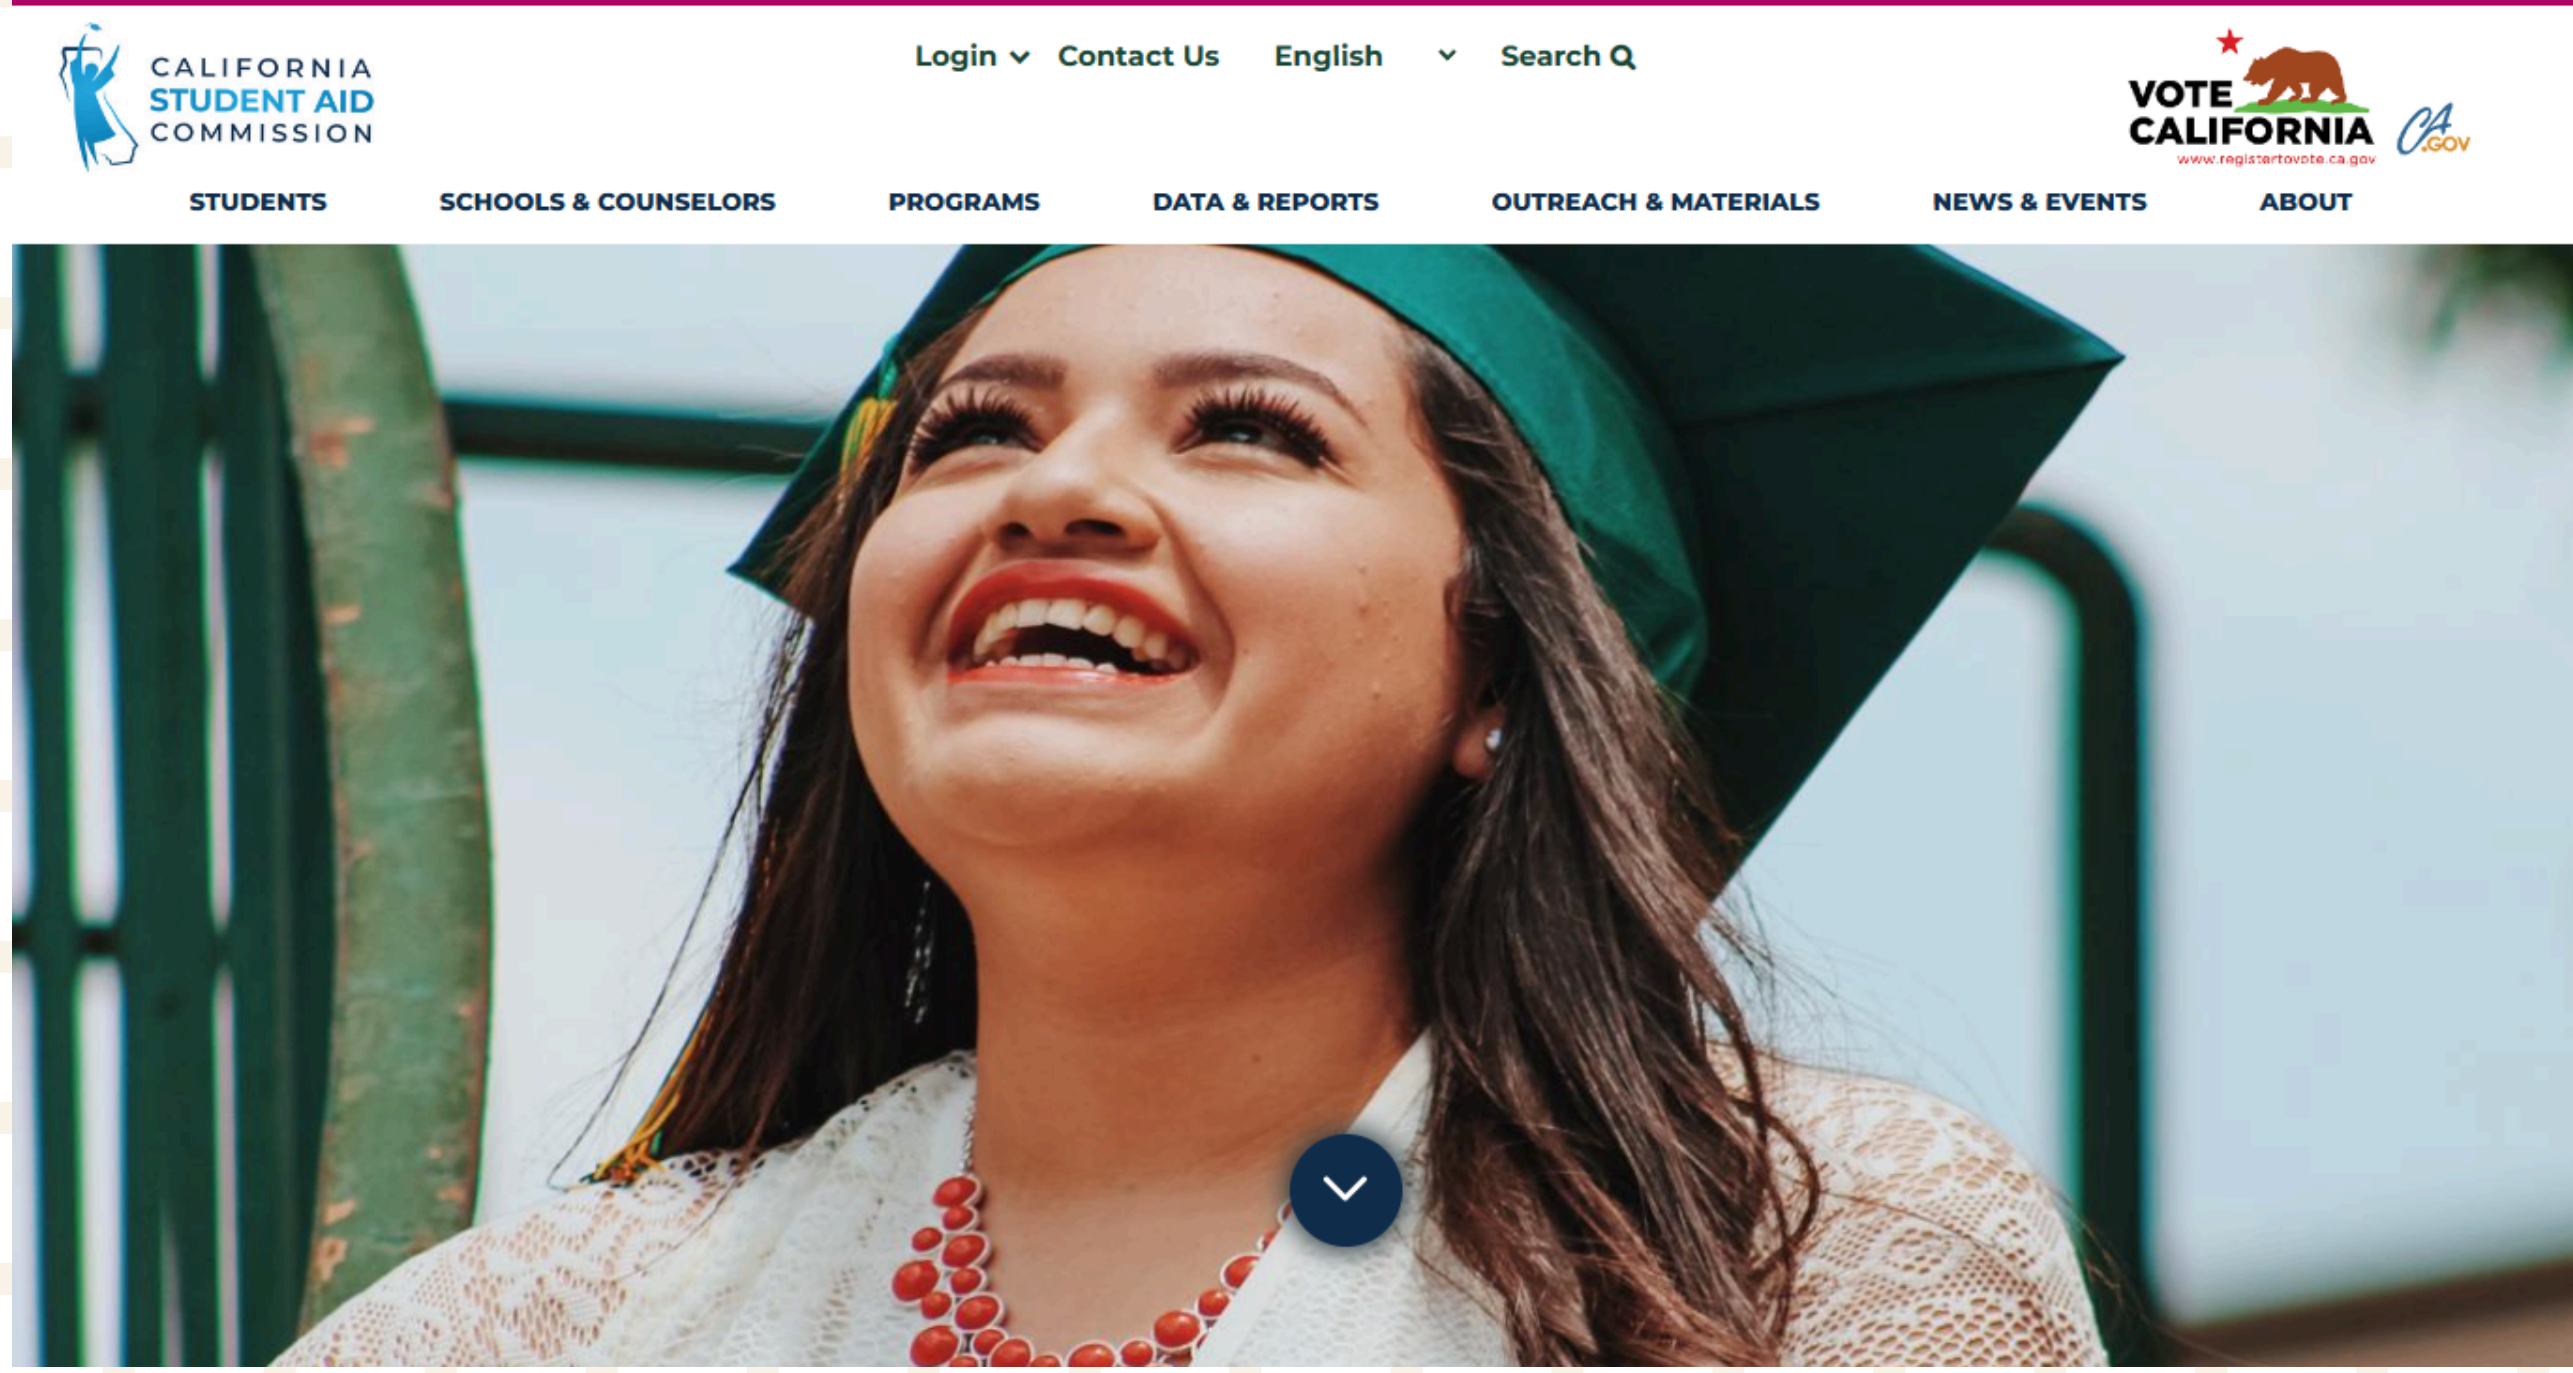 CALIFORNIA
STUDENT AID
COMMISSION
Login
Contact Us
English
Search
VOTE
CALIFORNIA
www.registertovote.ca.gov
CA
.GOV
STUDENTS
SCHOOLS & COUNSELORS
PROGRAMS
DATA & REPORTS
OUTREACH & MATERIALS
NEWS & EVENTS
ABOUT